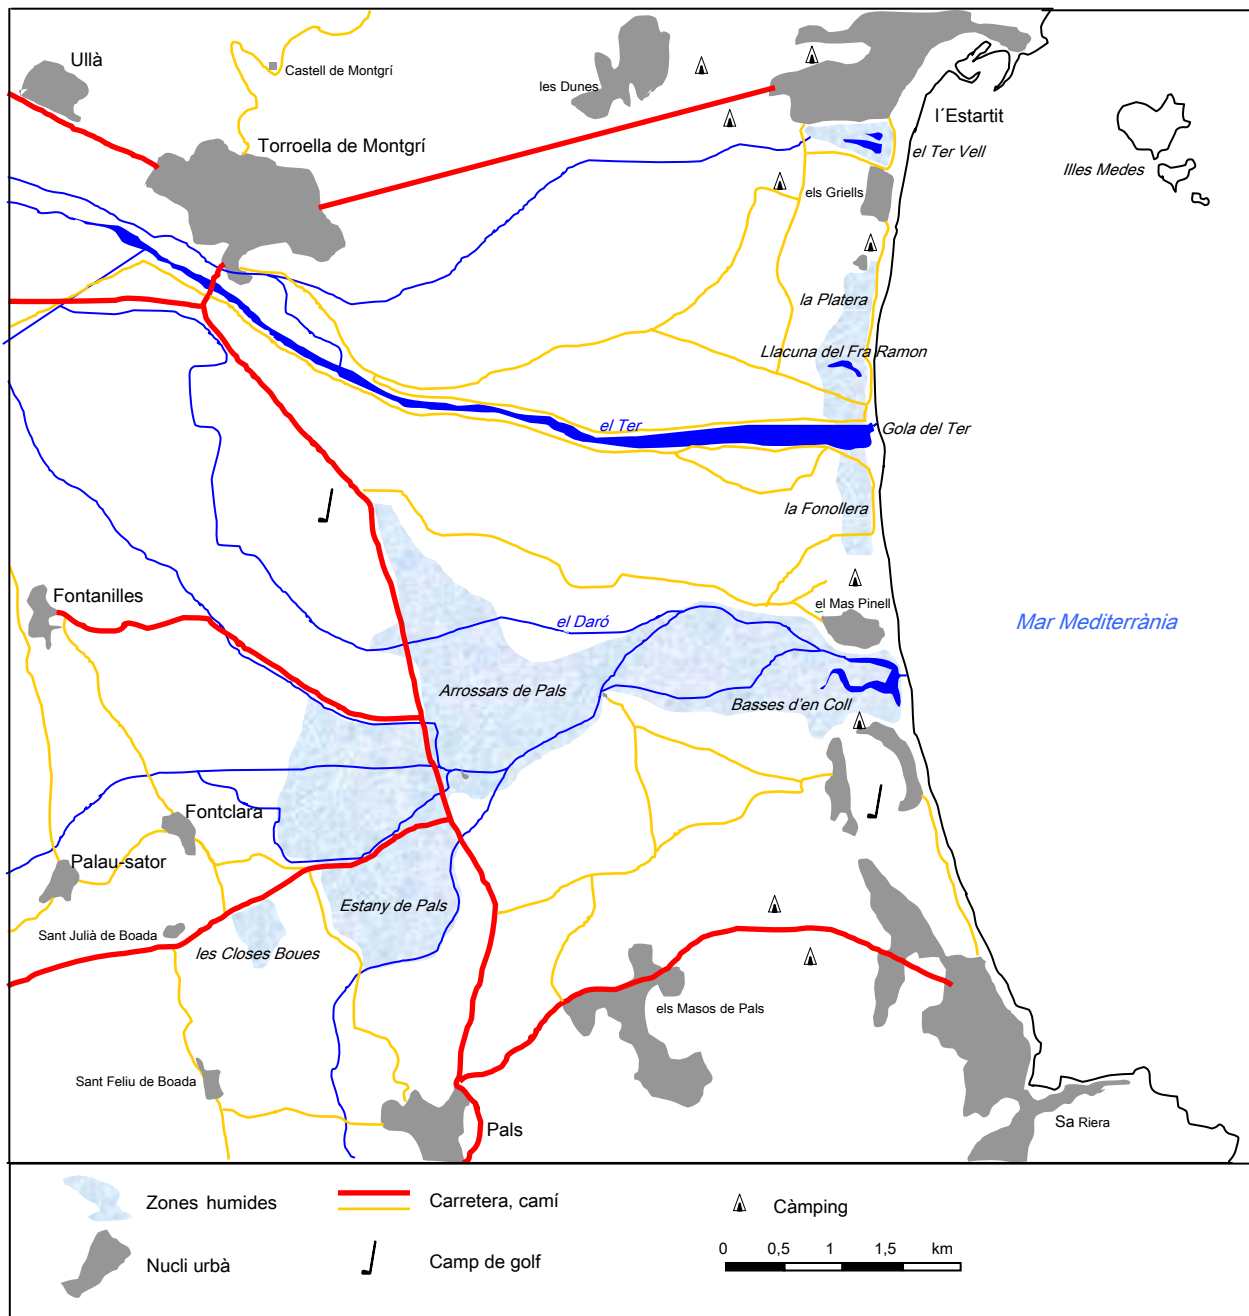 Ullà
Castell de Montgrí
les Dunes
l´Estartit
Torroella de Montgrí
el Ter Vell
Illes Medes
els Griells
la Platera
Llacuna del Fra Ramon
el Ter
Gola del Ter
la Fonollera
Fontanilles
el Mas Pinell
el Daró
Mar Mediterrània
Arrossars de Pals
Basses d'en Coll
Fontclara
Palau-sator
Estany de Pals
Sant Julià de Boada
les Closes Boues
els Masos de Pals
Sant Feliu de Boada
Pals
Sa Riera
Zones humides
Carretera, camí
Càmping
Nucli urbà
Camp de golf
0 0,5 1 1,5 km